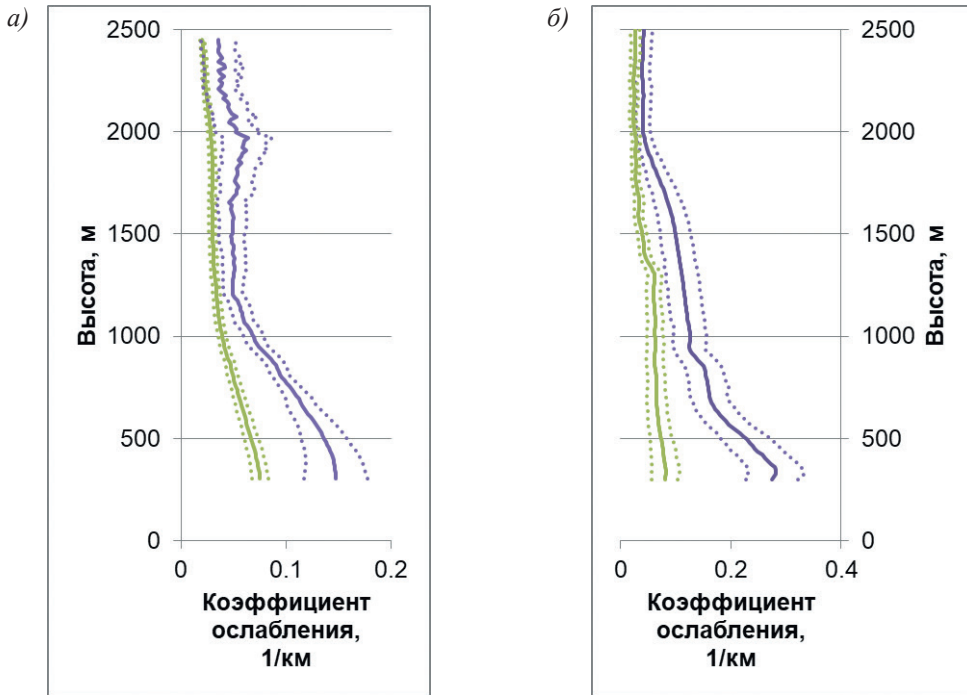 а)
2500
2000
1500
1000
500
0
Высота, м
0 0.1 0.2
Коэффициент
ослабления,
1/км
б)
2500
2000
1500
1000
500
0
Высота, м
0 0.2 0.4
Коэффициент
ослабления,
1/км